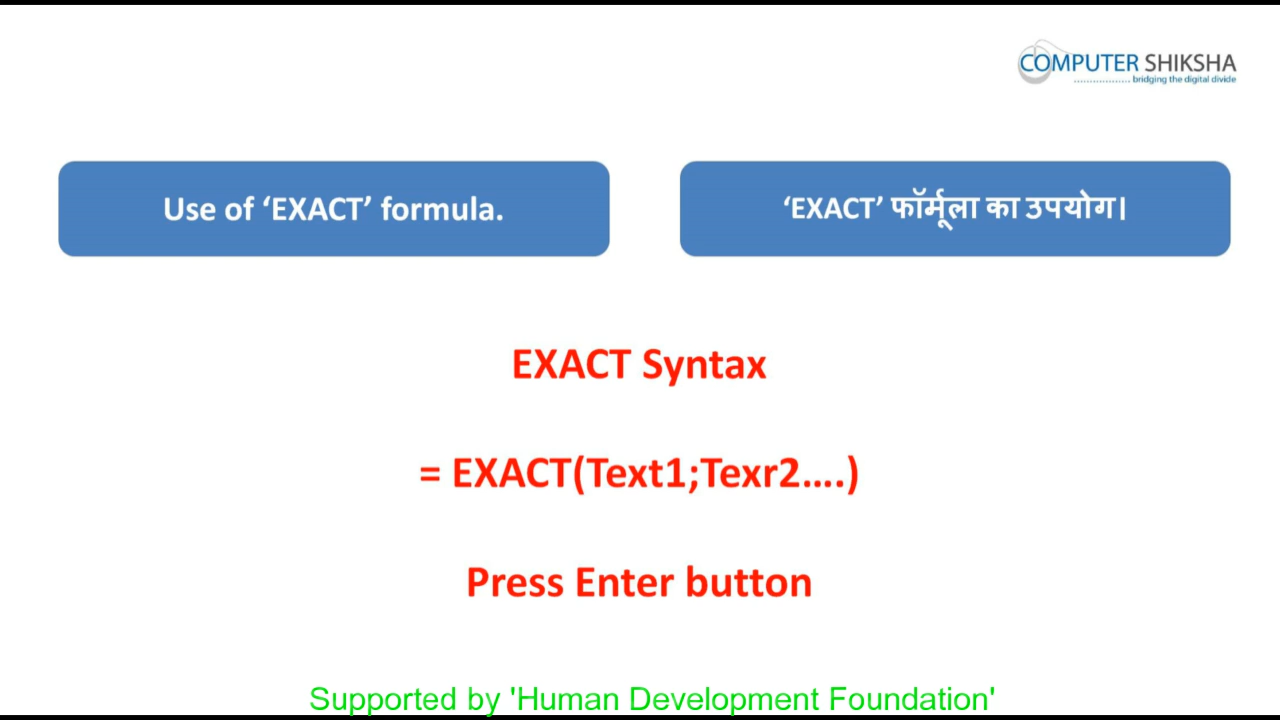 COMPUTER SHIKSHA
bridging the digital divide
Use of ‘EXACT’ formula.
‘EXACT’ फॉर्मूला का उपयोग।
EXACT Syntax
= EXACT(Text1;Texr2....)
Press Enter button
Supported by 'Human Development Foundation'